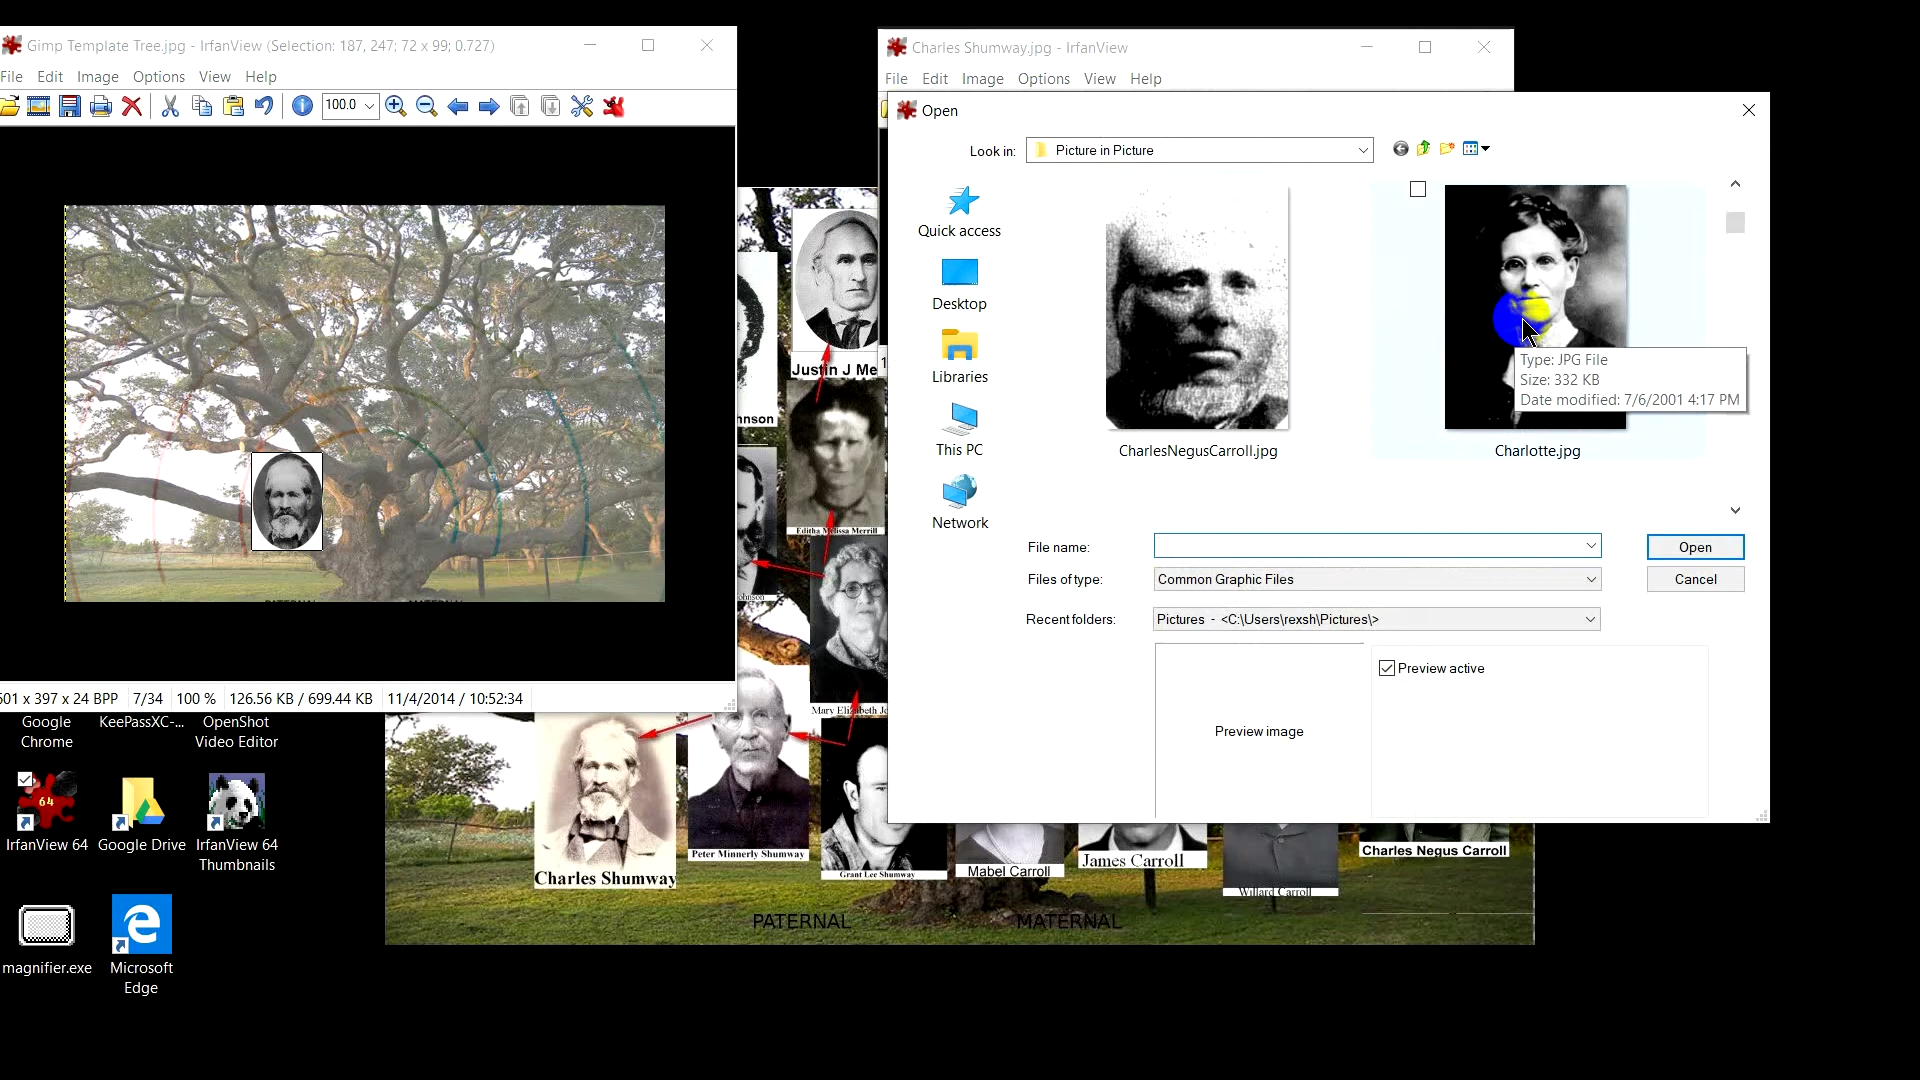 Gimp Template Tree.jpg - IrfanView (Selection: 187, 247; 72 x 99; 0.727)
File Edit Image Options View Help
100.0
Charles Shumway.jpg - IrfanView
File Edit Image Options View Help
Open
Look in:
Picture in Picture
Quick access
Desktop
Libraries
This PC
Network
Type: JPG File
Size: 332 KB
Date modified: 7/6/2001 4:17 PM
CharlesNegusCarroll.jpg
Charlotte.jpg
File name:
Open
Files of type:
Common Graphic Files
Cancel
Recent folders:
Pictures - <C:\Users\rexsh\Pictures\>
Preview active
Preview image
Justin J Me
nson
Editha Melissa Merrill
ohnson
Mary Elizabeth Jo
601 x 397 x 24 BPP 7/34 100 % 126.56 KB / 699.44 KB 11/4/2014 / 10:52:34
Google Chrome
KeePassXC-...
OpenShot Video Editor
64
IrfanView 64
Google Drive
IrfanView 64 Thumbnails
magnifier.exe
Microsoft Edge
Charles Shumway
Peter Minnerly Shumway
Grant Lee Shumway
Mabel Carroll
James Carroll
Willard Carroll
Charles Negus Carroll
PATERNAL
MATERNAL